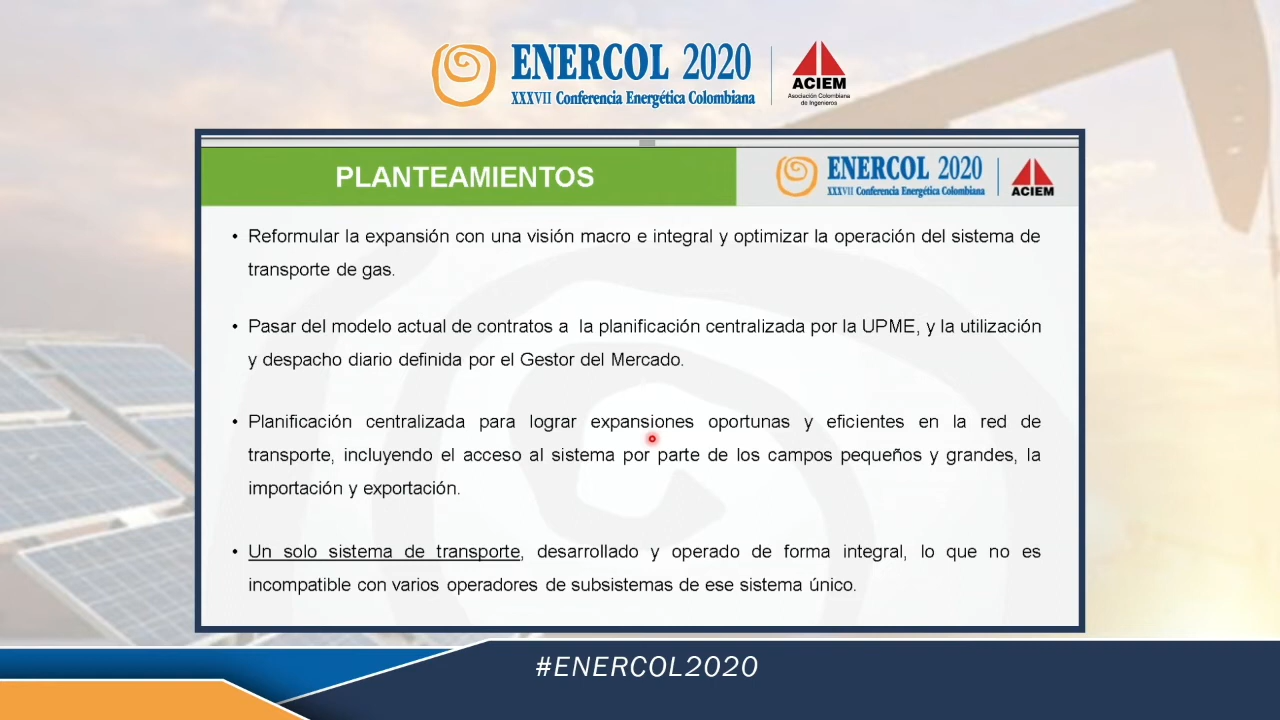 ENERCOL 2020
XXXVII Conferencia Energética Colombiana
ACIEM
Asociación Colombiana
de Ingenieros
PLANTEAMIENTOS
ENERCOL 2020
XXXVII Conferencia Energética Colombiana
ACIEM
• Reformular la expansión con una visión macro e integral y optimizar la operación del sistema de
transporte de gas.
• Pasar del modelo actual de contratos a la planificación centralizada por la UPME, y la utilización
y despacho diario definida por el Gestor del Mercado.
• Planificación centralizada para lograr expansiones oportunas y eficientes en la red de
transporte, incluyendo el acceso al sistema por parte de los campos pequeños y grandes, la
importación y exportación.
• Un solo sistema de transporte, desarrollado y operado de forma integral, lo que no es
incompatible con varios operadores de subsistemas de ese sistema único.
#ENERCOL2020